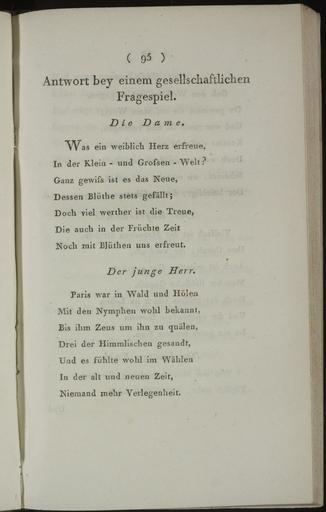 ( 95 )
Antwort bey einem gesellschaftlichen
Fragespiel.
Die Dame.
Was ein weiblich Herz erfreue,
In der Klein - und Grofsen - Welt?
Ganz gewifs ist es das Neue,
Dessen Blüthe stets gefällt;
Doch viel werther ist die Treue,
Die auch in der Früchte Zeit
Noch mit Blüthen uns erfreut.
Der junge Herr.
Paris war in Wald und Hölen
Mit den Nymphen wohl bekannt,
Bis ihm Zeus um ihn zu quälen,
Drei der Himmlischen gesandt,
Und es fühlte wohl im Wählen
In der alt und neuen Zeit,
Niemand mehr Verlegenheit.